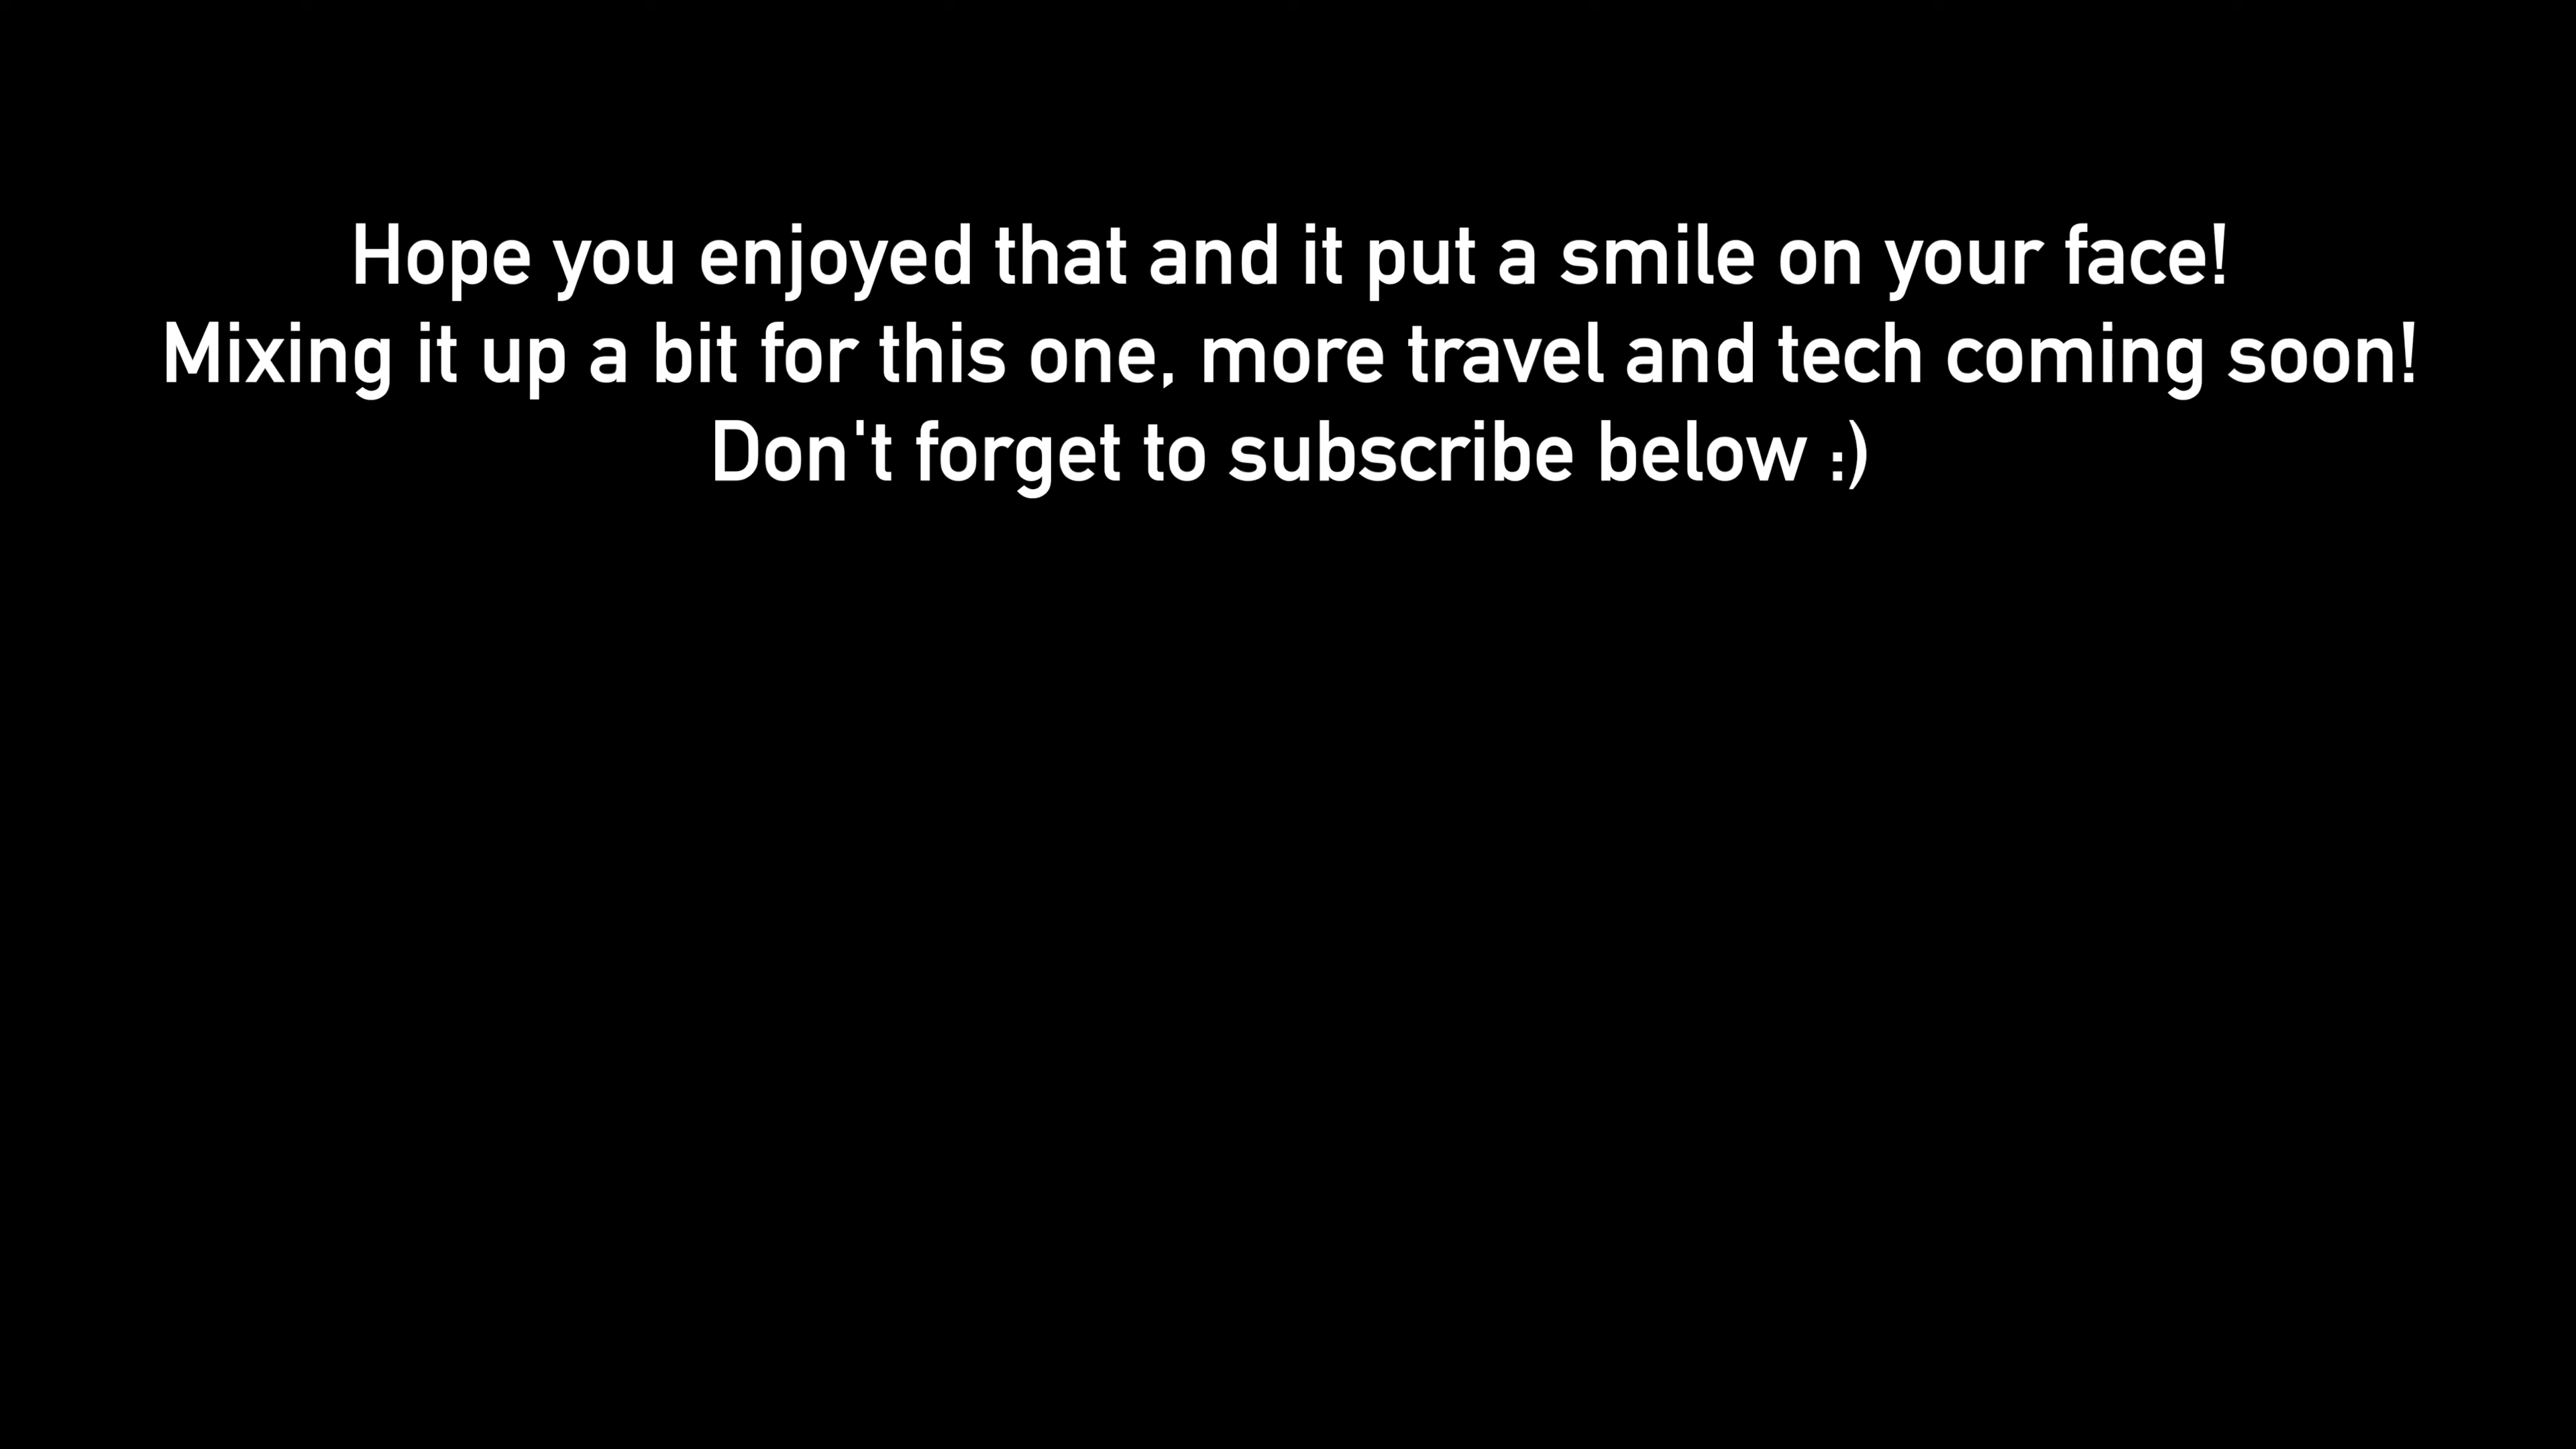 Hope you enjoyed that and it put a smile on your face!
Mixing it up a bit for this one, more travel and tech coming soon!
Don't forget to subscribe below :)